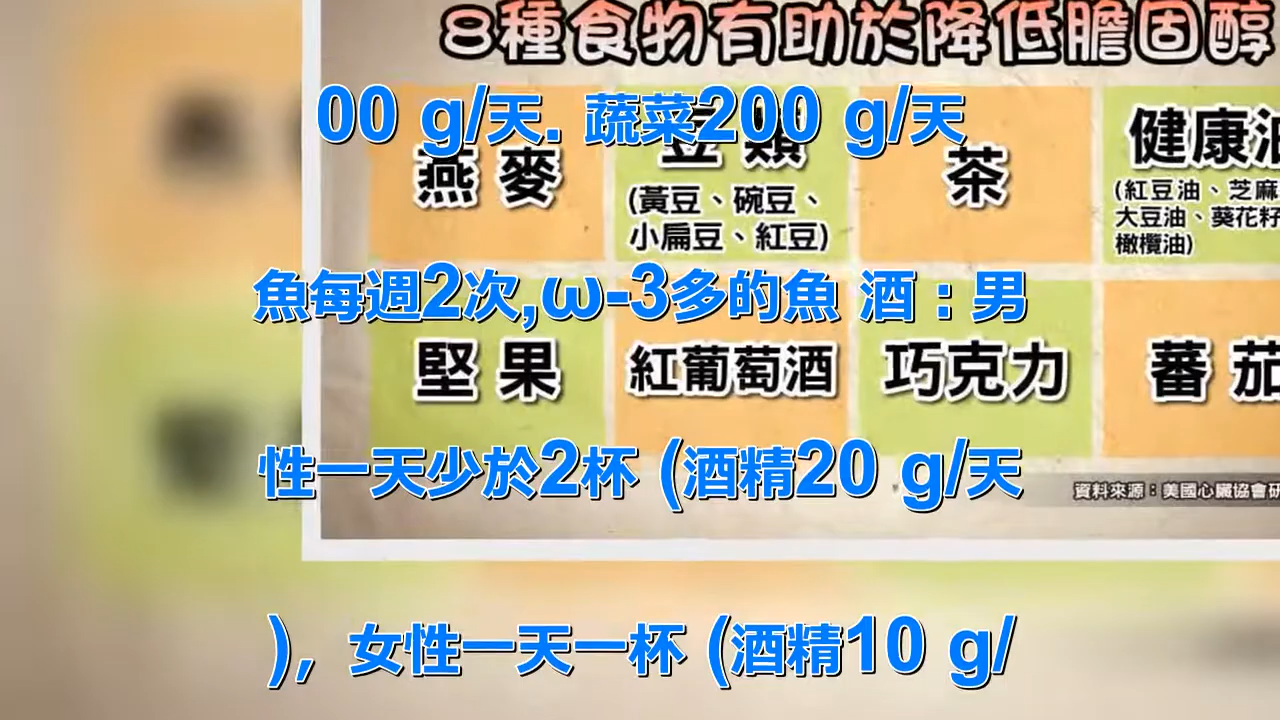 8種食物有助於降低膽固醇
00 g/天. 蔬菜200 g/天
燕麥
豆類
茶
健康油
(黃豆、碗豆、
小扁豆、紅豆)
(紅豆油、芝麻
大豆油、葵花籽
橄欖油)
魚每週2次,ω-3多的魚 酒 : 男
堅果
紅葡萄酒
巧克力
蕃茄
性一天少於2杯 (酒精20 g/天
資料來源：美國心臟協會研
), 女性一天一杯 (酒精10 g/